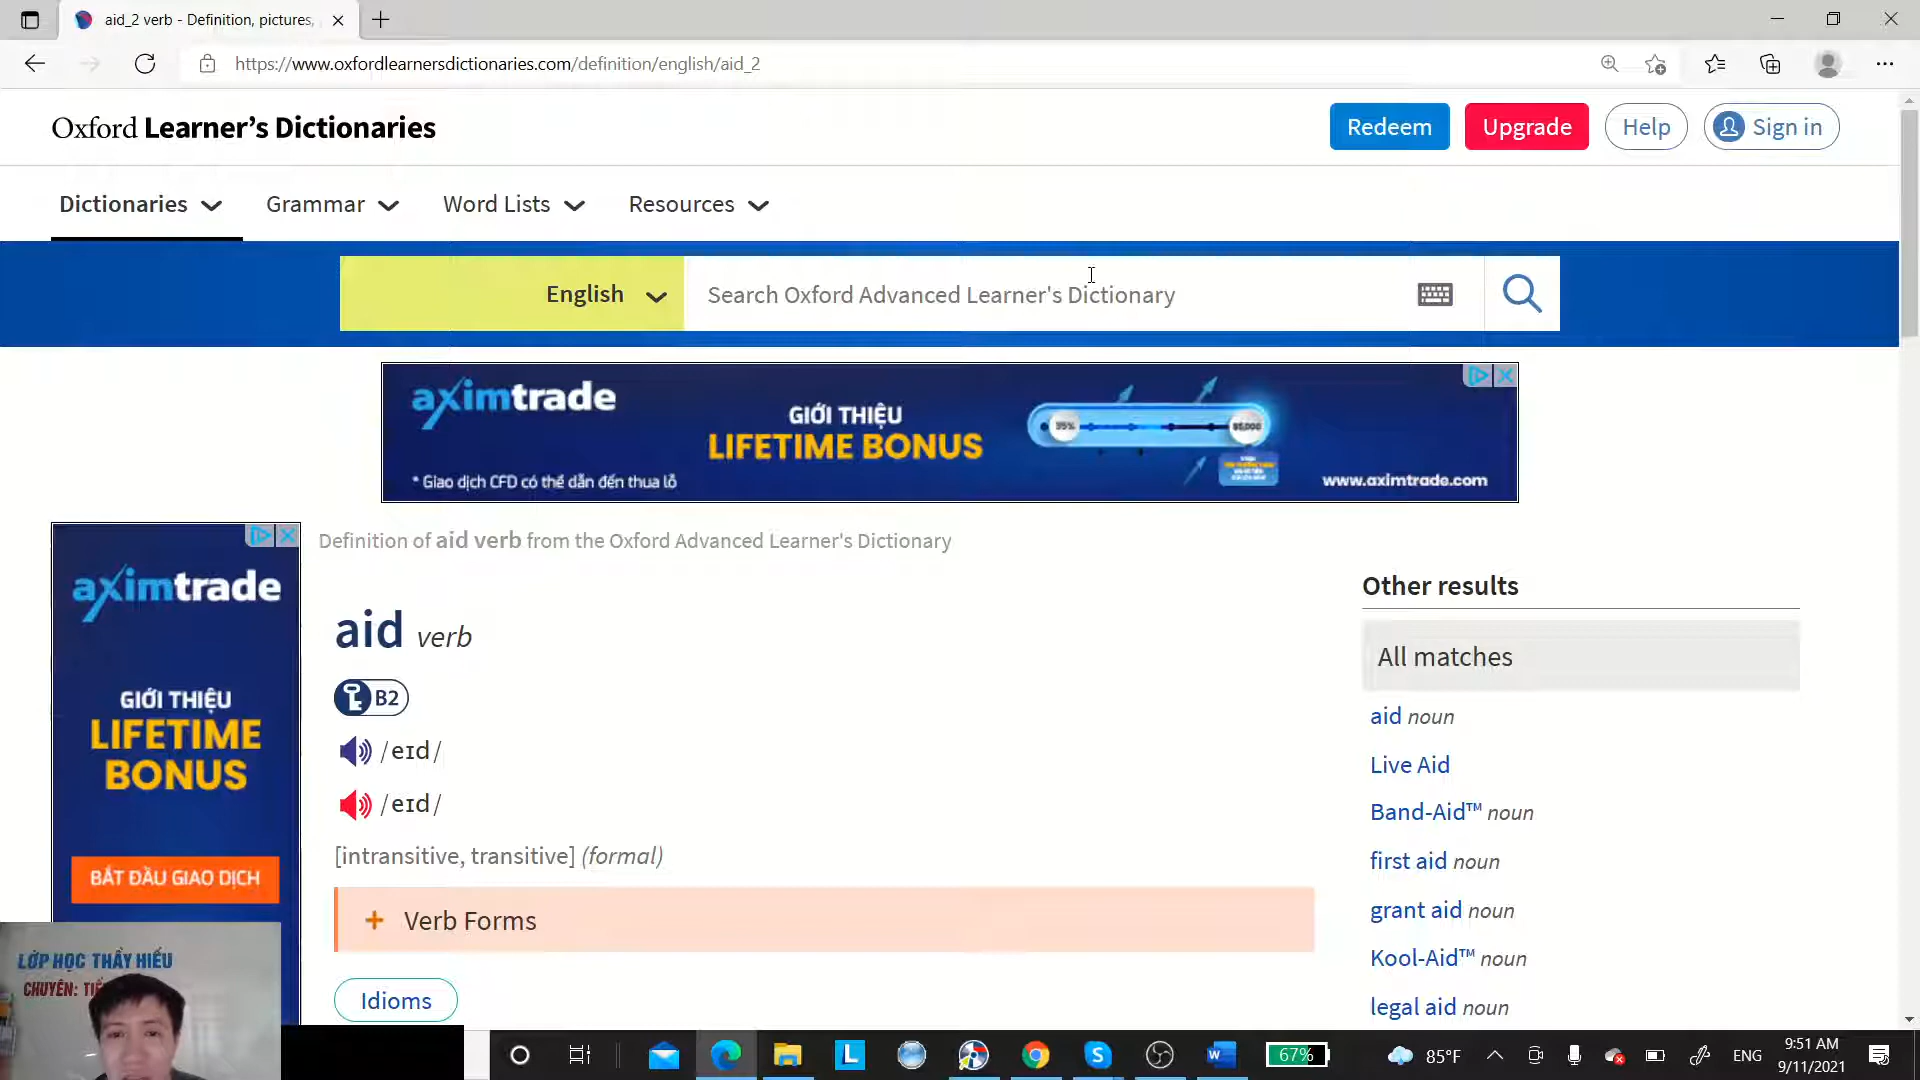 aid_2 verb - Definition, pictures,
https://www.oxfordlearnersdictionaries.com/definition/english/aid_2
Oxford Learner's Dictionaries
Redeem
Upgrade
Help
Sign in
Dictionaries
Grammar
Word Lists
Resources
English
Search Oxford Advanced Learner's Dictionary
aximtrade
GIỚI THIỆU
LIFETIME BONUS
* Giao dịch CFD có thể dẫn đến thua lỗ
35%
$5,000
www.aximtrade.com
Definition of aid verb from the Oxford Advanced Learner's Dictionary
aximtrade
GIỚI THIỆU
LIFETIME
BONUS
BẮT ĐẦU GIAO DỊCH
aid verb
B2
/eɪd/
/eɪd/
[intransitive, transitive] (formal)
+ Verb Forms
Idioms
Other results
All matches
aid noun
Live Aid
Band-Aid™ noun
first aid noun
grant aid noun
Kool-Aid™ noun
legal aid noun
LỚP HỌC THẦY HIẾU
CHUYÊN: TI
67%
85°F
ENG
9:51 AM
9/11/2021